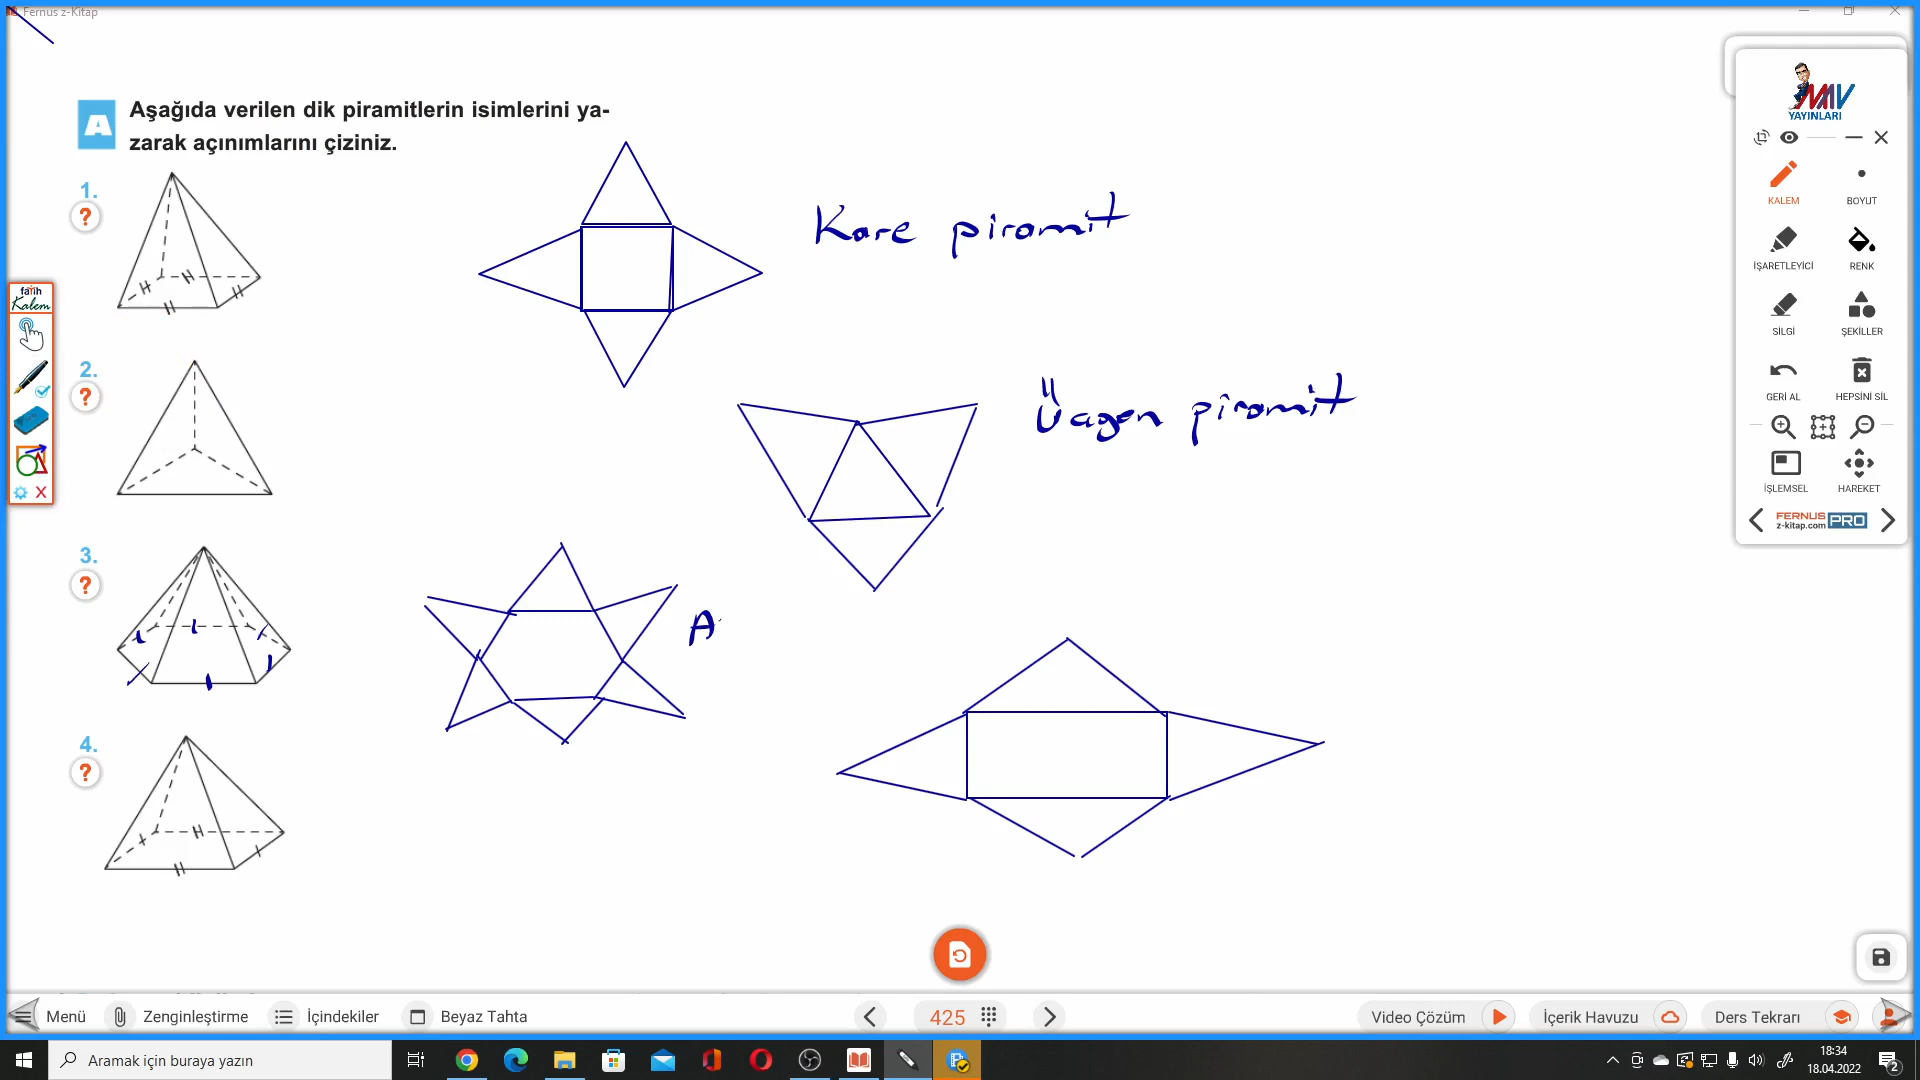 Fernus z-Kitap
A
Aşağıda verilen dik piramitlerin isimlerini ya-
zarak açınımlarını çiziniz.
1.
?
Kare piramit
fatih
Kalem
2.
?
Üçgen piramit
3.
?
A
4.
?
MAV
YAYINLARI
KALEM
BOYUT
İŞARETLEYİCİ
RENK
SİLGİ
ŞEKİLLER
GERİ AL
HEPSİNİ SİL
İŞLEMSEL
HAREKET
FERNUS
z-kitap.com PRO
Menü
Zenginleştirme
İçindekiler
Beyaz Tahta
425
Video Çözüm
İçerik Havuzu
Ders Tekrarı
Aramak için buraya yazın
18:34
18.04.2022
2